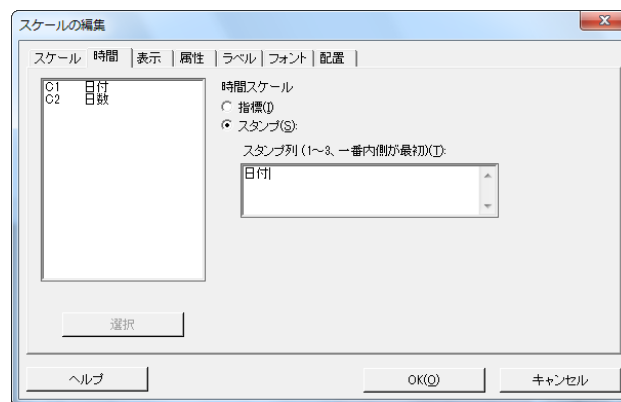 スケールの編集
スケール 時間 表示 属性 ラベル フォント 配置
C1 日付
C2 日数
時間スケール
指標(I)
スタンプ(S):
スタンプ列(1～3、一番内側が最初)(T):
日付
選択
ヘルプ
OK(O)
キャンセル